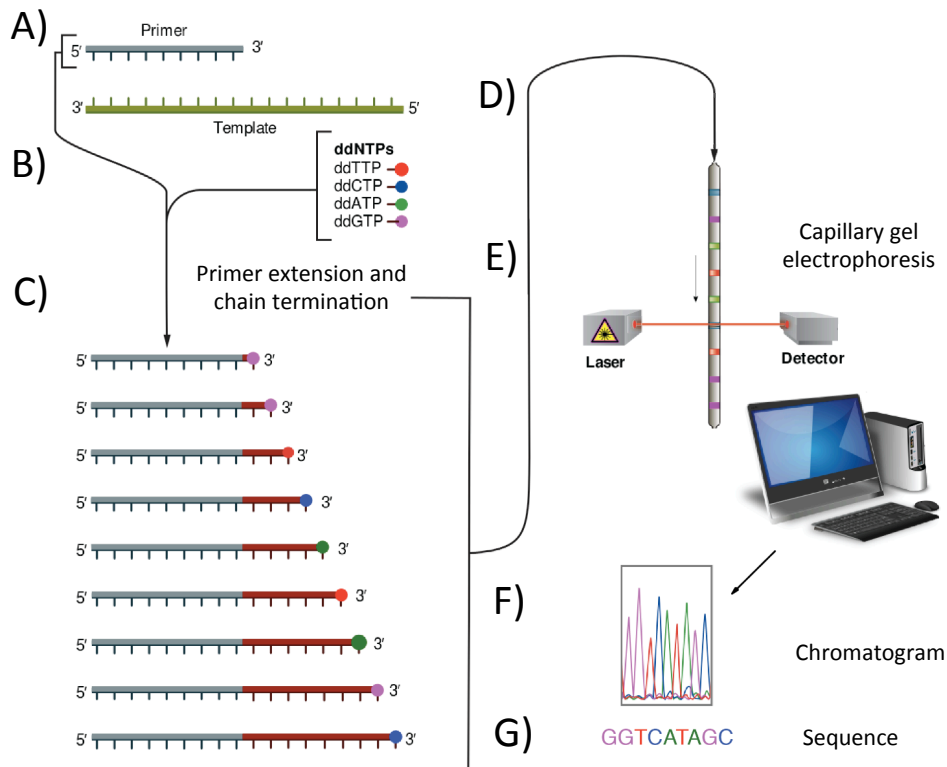 A)
Primer
5′ 3′
3′ 5′
Template
B)
ddNTPs
ddTTP
ddCTP
ddATP
ddGTP
C)
Primer extension and
chain termination
5′ 3′
5′ 3′
5′ 3′
5′ 3′
5′ 3′
5′ 3′
5′ 3′
5′ 3′
5′ 3′
D)
E)
Capillary gel
electrophoresis
Laser
Detector
F)
Chromatogram
G)
GGTCATAGC
Sequence